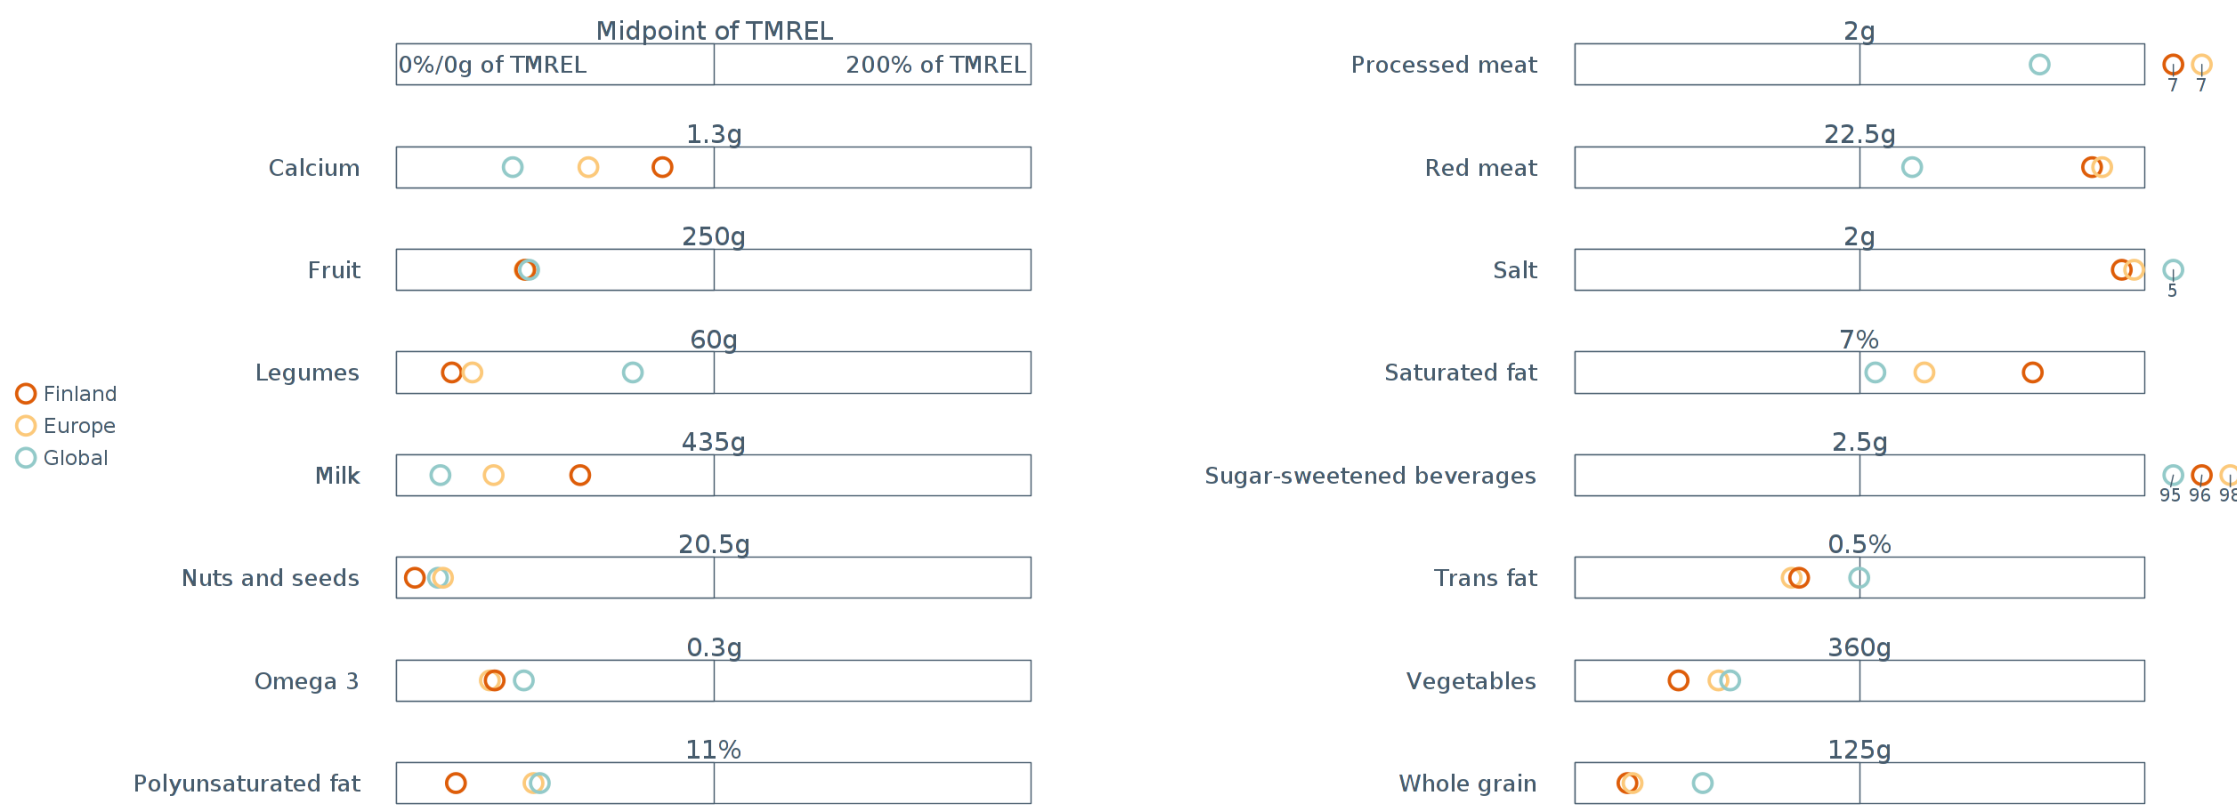 Midpoint of TMREL
0%/0g of TMREL 200% of TMREL
1.3g
Calcium
250g
Fruit
60g
Legumes
435g
Milk
20.5g
Nuts and seeds
0.3g
Omega 3
11%
Polyunsaturated fat
Finland
Europe
Global
2g
Processed meat
7 7
22.5g
Red meat
2g
Salt
5
7%
Saturated fat
2.5g
Sugar-sweetened beverages
95 96 98
0.5%
Trans fat
360g
Vegetables
125g
Whole grain